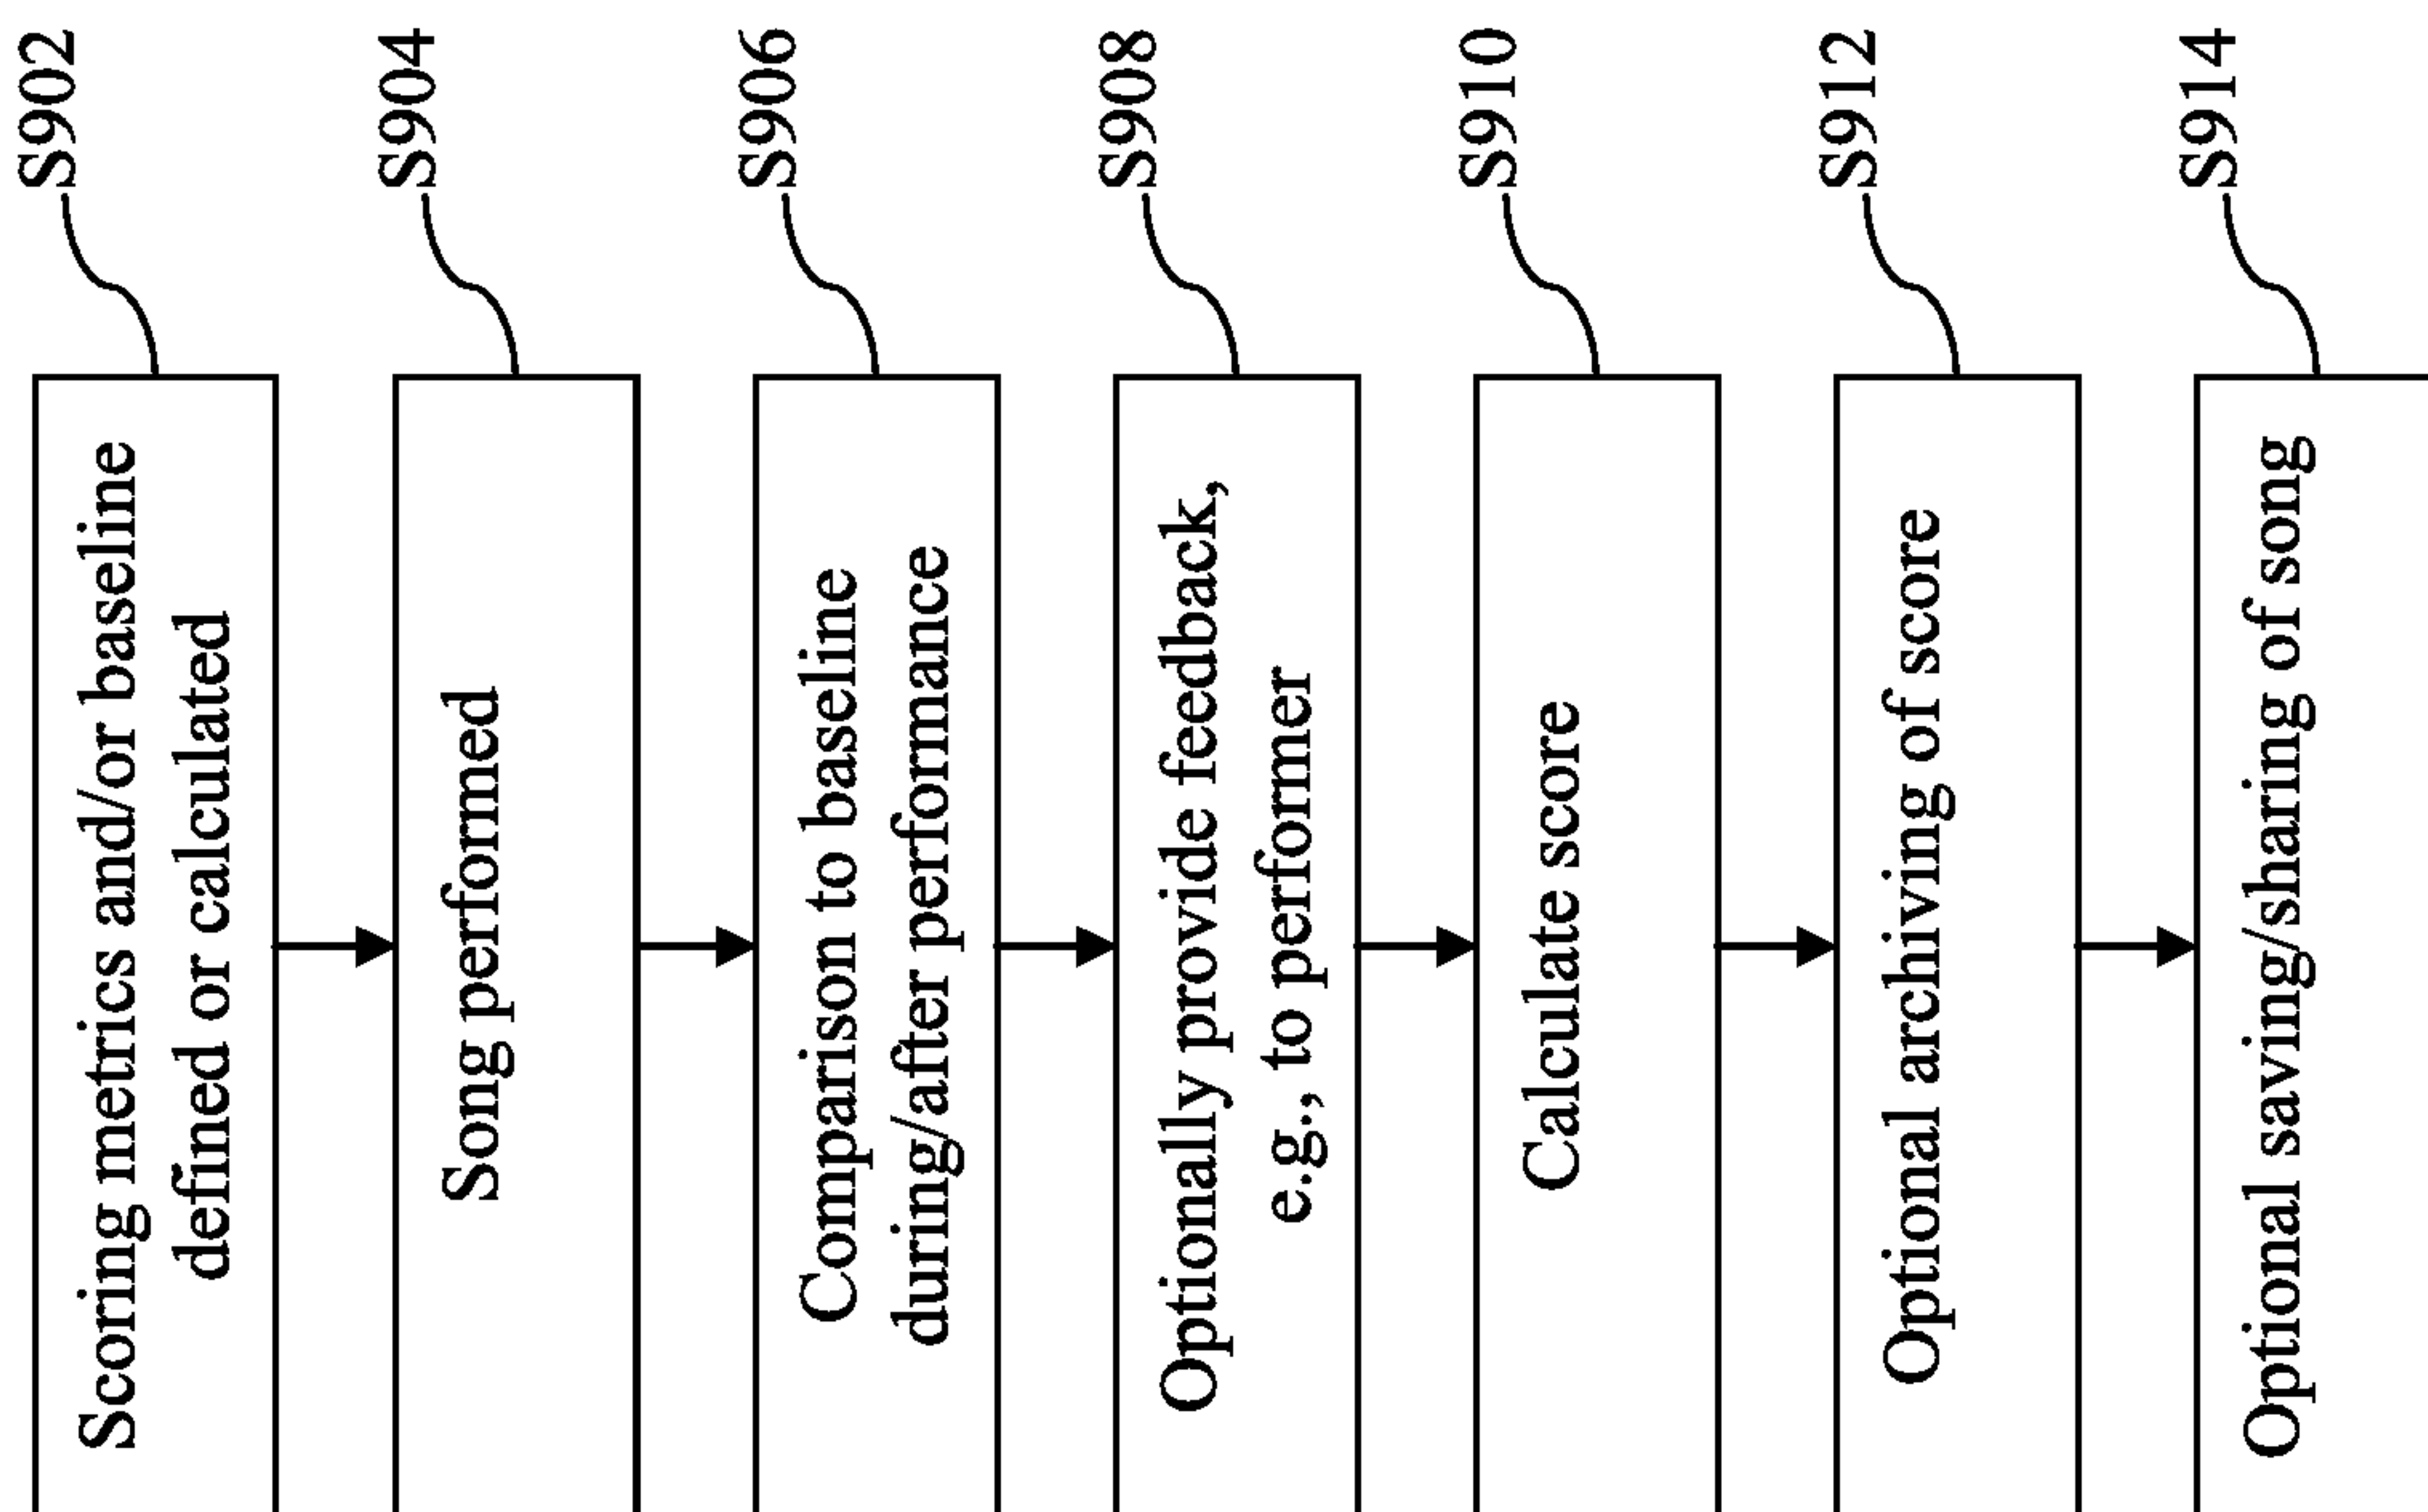 S902
Scoring metrics and/or baseline
defined or calculated
S904
Song performed
S906
Comparison to baseline
during/after performance
S908
Optionally provide feedback,
e.g., to performer
S910
Calculate score
S912
Optional archiving of score
S914
Optional saving/sharing of song